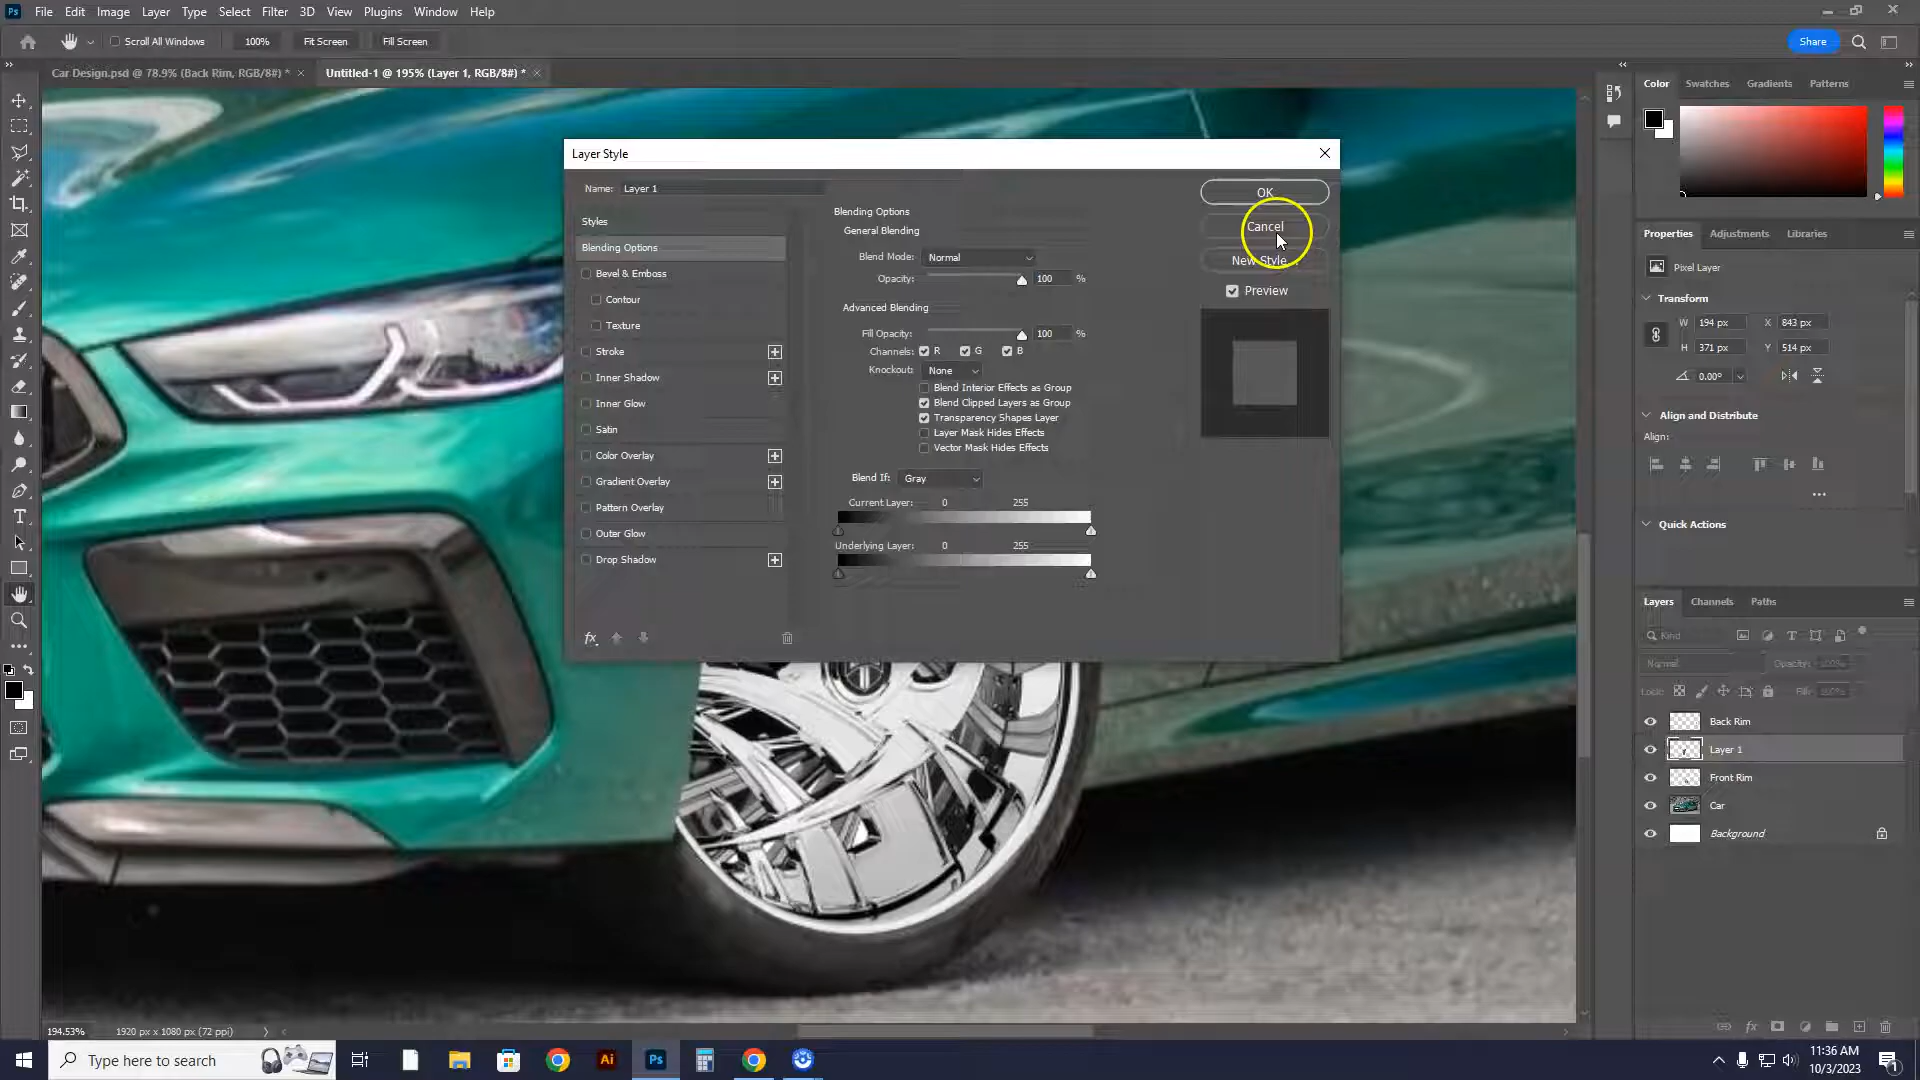 Ps File Edit Image Layer Type Select Filter 3D View Plugins Window Help
Scroll All Windows 100% Fit Screen Fill Screen Share
Car Design.psd @ 78.9% (Back Rim, RGB/8#) * Untitled-1 @ 195% (Layer 1, RGB/8#) *
Layer Style
Name: Layer 1
Styles
Blending Options
Bevel & Emboss
Contour
Texture
Stroke
Inner Shadow
Inner Glow
Satin
Color Overlay
Gradient Overlay
Pattern Overlay
Outer Glow
Drop Shadow
fx
Blending Options
General Blending
Blend Mode: Normal
Opacity: 100 %
Advanced Blending
Fill Opacity: 100 %
Channels: R G B
Knockout: None
Blend Interior Effects as Group
Blend Clipped Layers as Group
Transparency Shapes Layer
Layer Mask Hides Effects
Vector Mask Hides Effects
Blend If: Gray
Current Layer: 0 255
Underlying Layer: 0 255
OK
Cancel
New Style...
Preview
Color Swatches Gradients Patterns
Properties Adjustments Libraries
Pixel Layer
Transform
W 194 px X 843 px
H 371 px Y 514 px
0.00°
Align and Distribute
Align:
Quick Actions
Layers Channels Paths
Kind
Normal Opacity: 100%
Lock: Fill: 100%
Back Rim
Layer 1
Front Rim
Car
Background
fx
194.53% 1920 px x 1080 px (72 ppi)
Type here to search
Ai Ps
11:36 AM
10/3/2023
1